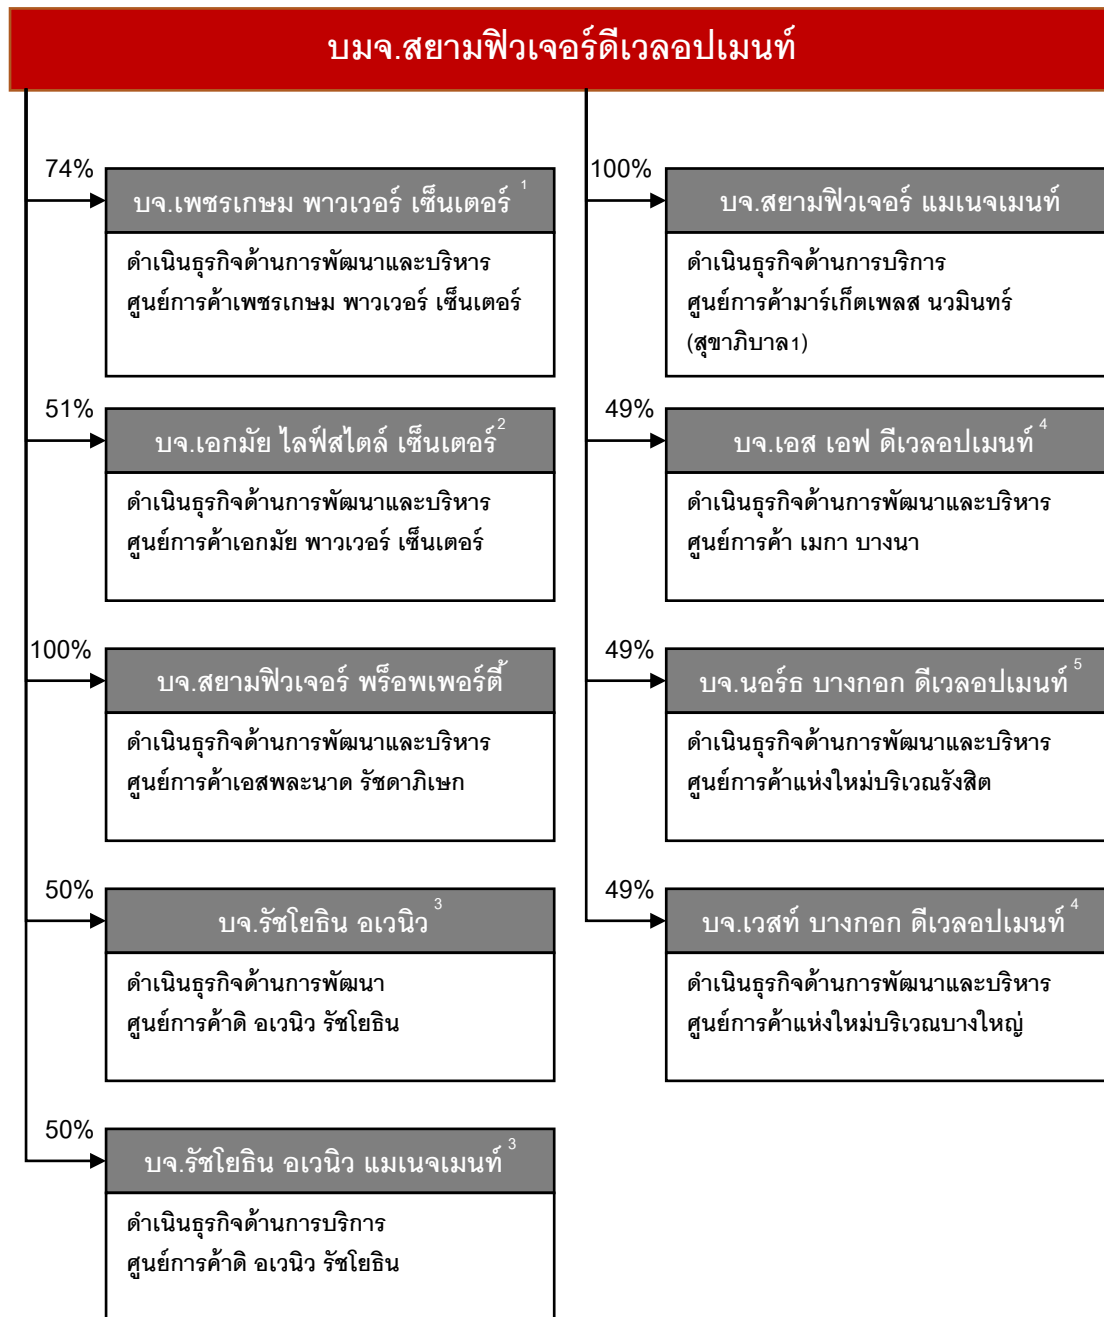 บมจ.สยามฟิวเจอร์ดีเวลอปเมนท์
74%
บจ.เพชรเกษม พาวเวอร์ เซ็นเตอร์ 1
ดำเนินธุรกิจด้านการพัฒนาและบริหาร
ศูนย์การค้าเพชรเกษม พาวเวอร์ เซ็นเตอร์
51%
บจ.เอกมัย ไลฟ์สไตล์ เซ็นเตอร์ 2
ดำเนินธุรกิจด้านการพัฒนาและบริหาร
ศูนย์การค้าเอกมัย พาวเวอร์ เซ็นเตอร์
100%
บจ.สยามฟิวเจอร์ พร็อพเพอร์ตี้
ดำเนินธุรกิจด้านการพัฒนาและบริหาร
ศูนย์การค้าเอสพละนาด รัชดาภิเษก
50%
บจ.รัชโยธิน อเวนิว 3
ดำเนินธุรกิจด้านการพัฒนา
ศูนย์การค้าดิ อเวนิว รัชโยธิน
50%
บจ.รัชโยธิน อเวนิว แมเนจเมนท์ 3
ดำเนินธุรกิจด้านการบริการ
ศูนย์การค้าดิ อเวนิว รัชโยธิน
100%
บจ.สยามฟิวเจอร์ แมเนจเมนท์
ดำเนินธุรกิจด้านการบริการ
ศูนย์การค้ามาร์เก็ตเพลส นวมินทร์
(สุขาภิบาล1)
49%
บจ.เอส เอฟ ดีเวลอปเมนท์ 4
ดำเนินธุรกิจด้านการพัฒนาและบริหาร
ศูนย์การค้า เมกา บางนา
49%
บจ.นอร์ธ บางกอก ดีเวลอปเมนท์ 5
ดำเนินธุรกิจด้านการพัฒนาและบริหาร
ศูนย์การค้าแห่งใหม่บริเวณรังสิต
49%
บจ.เวสท์ บางกอก ดีเวลอปเมนท์ 4
ดำเนินธุรกิจด้านการพัฒนาและบริหาร
ศูนย์การค้าแห่งใหม่บริเวณบางใหญ่